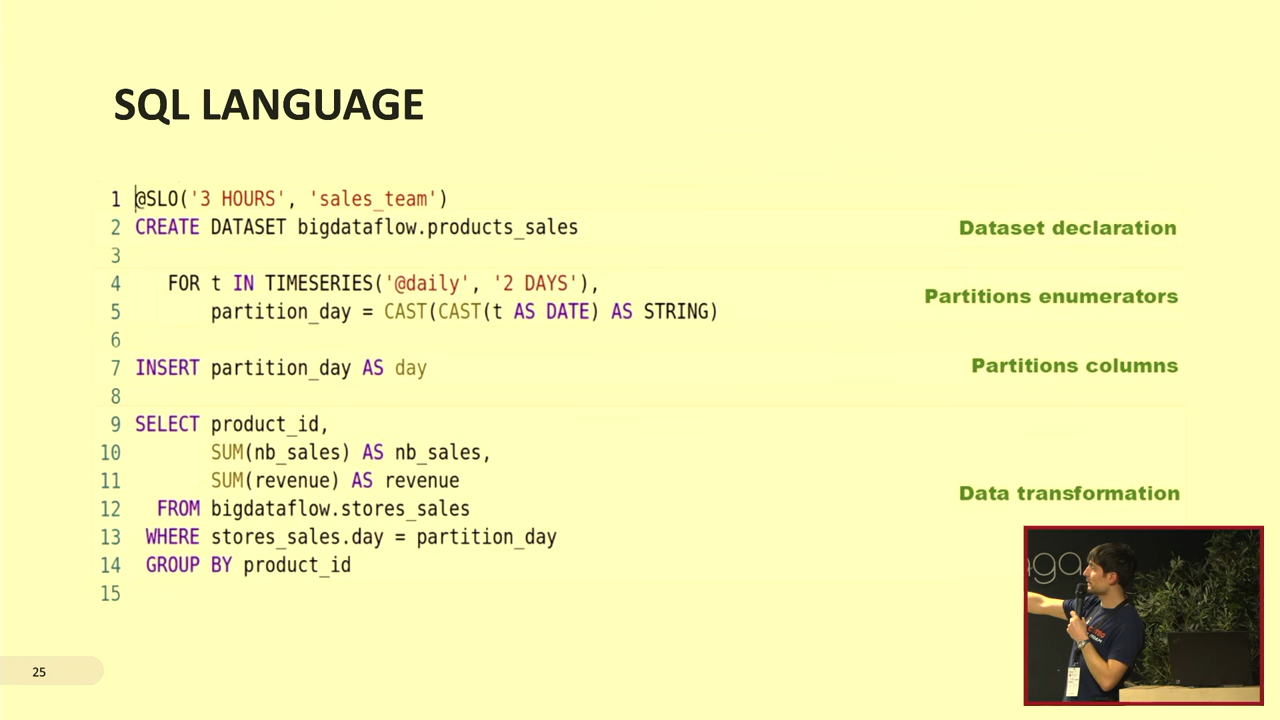 SQL LANGUAGE
1 @SLO('3 HOURS', 'sales_team')
2 CREATE DATASET bigdataflow.products_sales
Dataset declaration
3
4 FOR t IN TIMESERIES('@daily', '2 DAYS'),
Partitions enumerators
5 partition_day = CAST(CAST(t AS DATE) AS STRING)
6
7 INSERT partition_day AS day
Partitions columns
8
9 SELECT product_id,
10 SUM(nb_sales) AS nb_sales,
11 SUM(revenue) AS revenue
Data transformation
12 FROM bigdataflow.stores_sales
13 WHERE stores_sales.day = partition_day
14 GROUP BY product_id
15
25